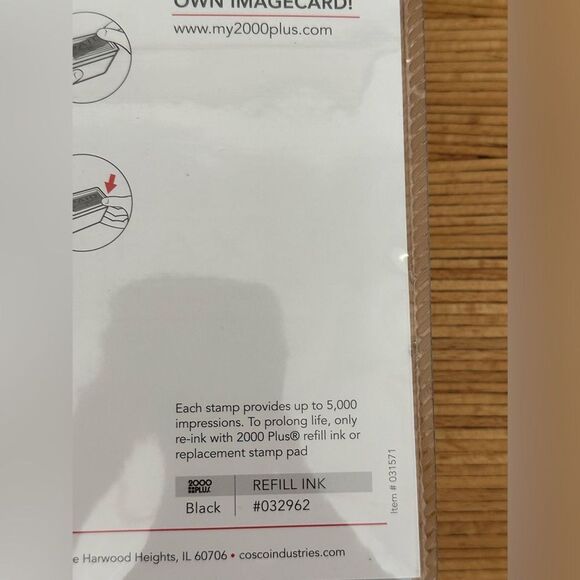 OWN IMAGECARD!
www.my2000plus.com
Each stamp provides up to 5,000
impressions. To prolong life, only
re-ink with 2000 Plus® refill ink or
replacement stamp pad
2000 PLUS REFILL INK
Black #032962
Item # 031571
e Harwood Heights, IL 60706 • coscoindustries.com